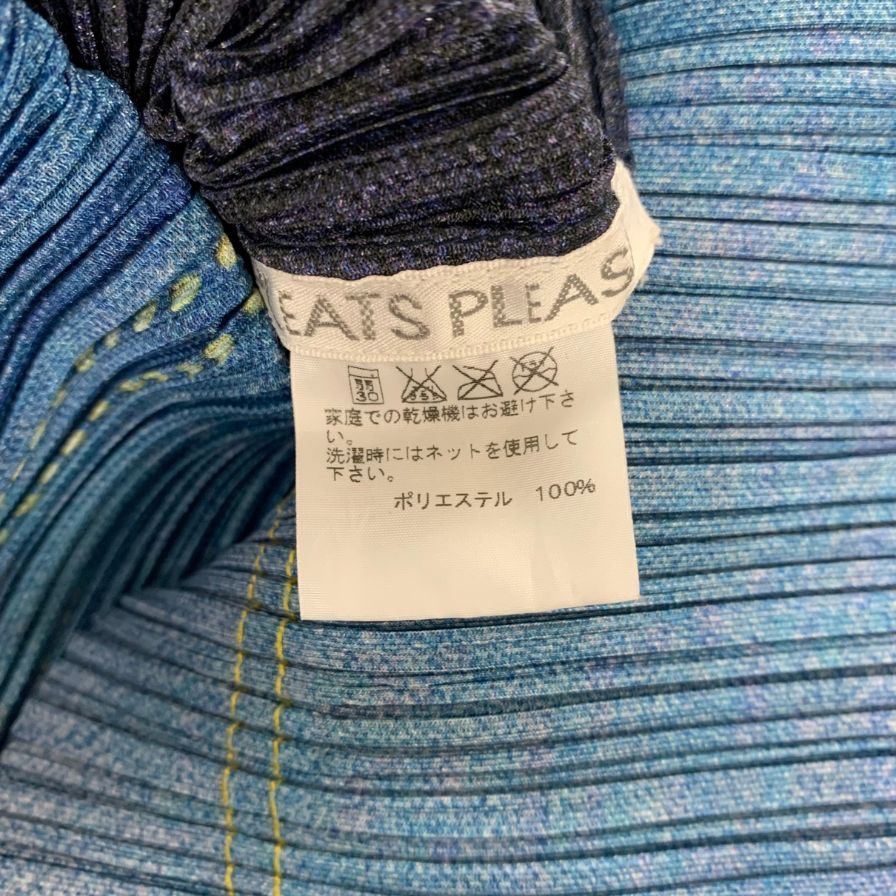 EATS PLEAS
弱 30
家庭での乾燥機はお避け下さ
い。
洗濯時にはネットを使用して
下さい。
ポリエステル 100%